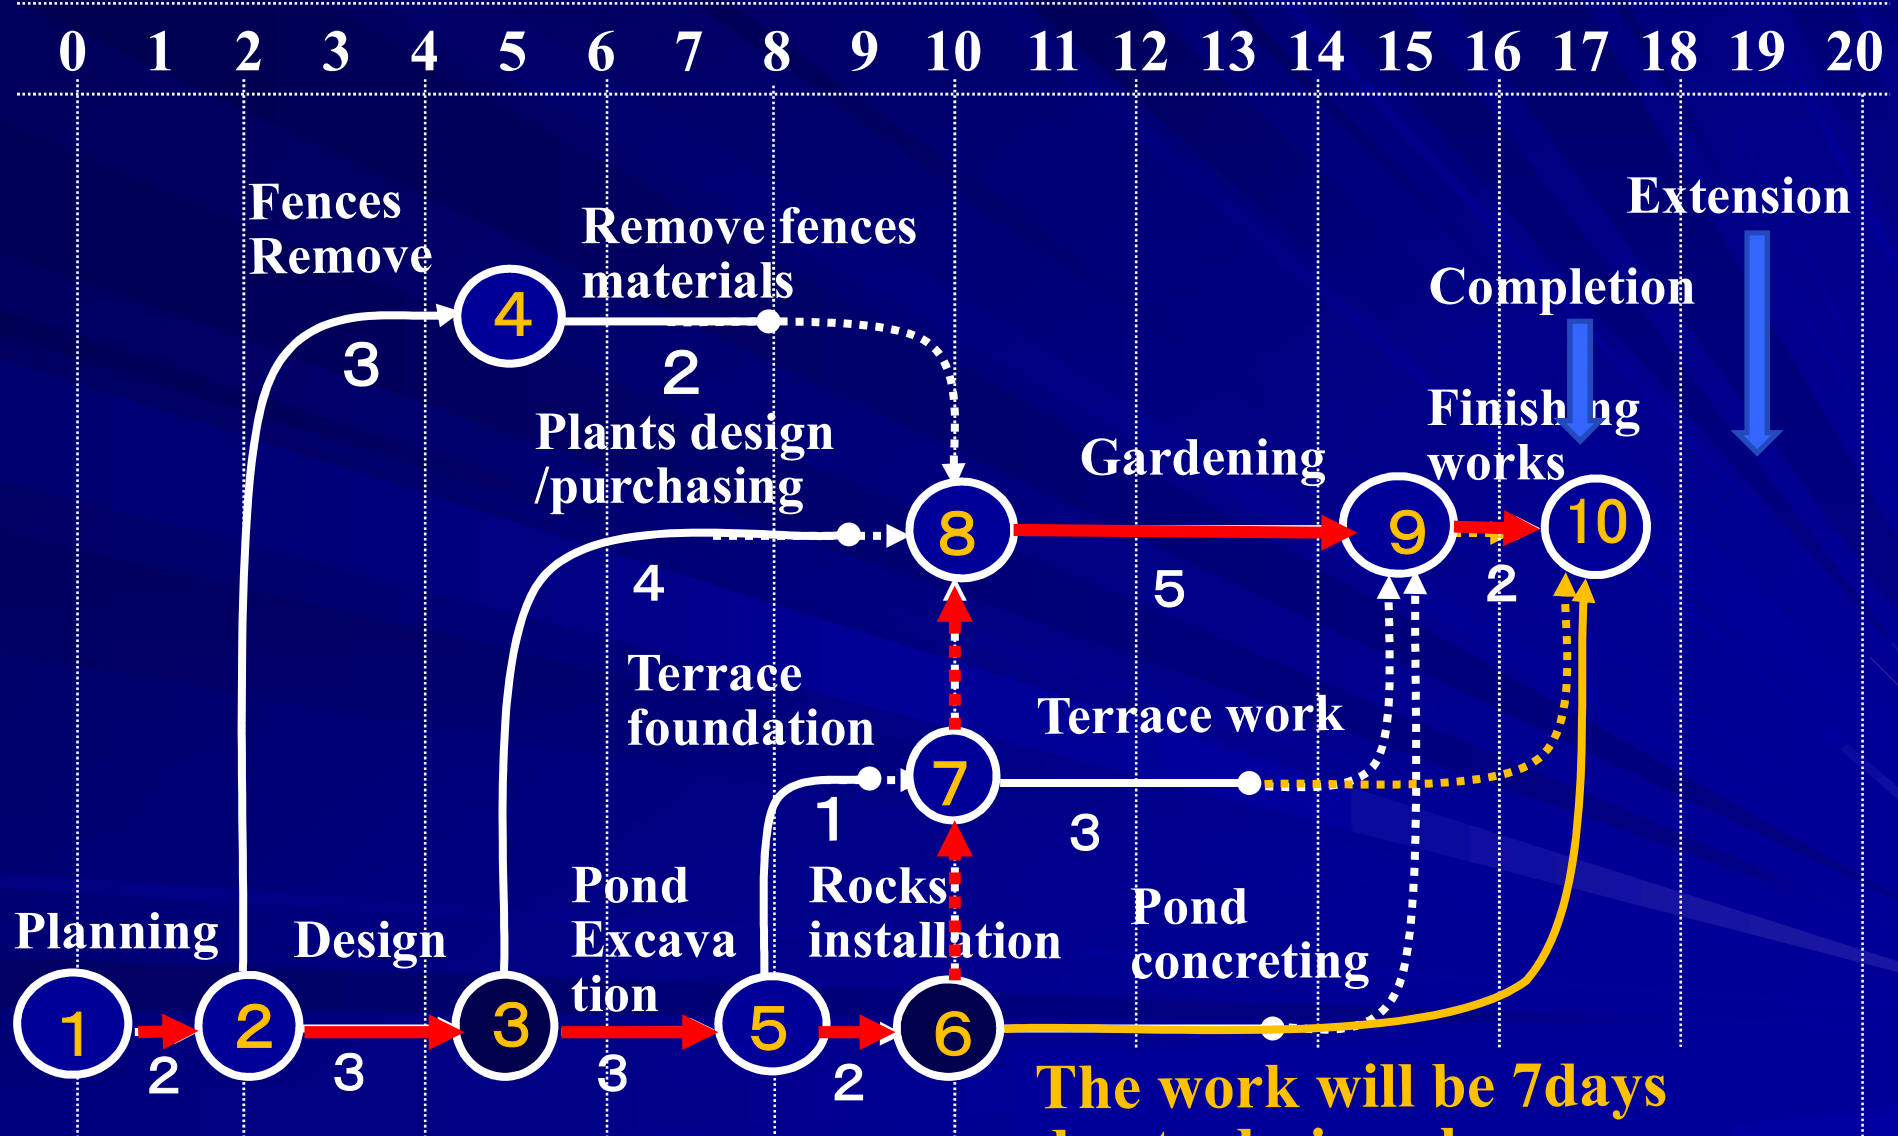 0 1 2 3 4 5 6 7 8 9 10 11 12 13 14 15 16 17 18 19 20
Fences
Remove
Remove fences
materials
Extension
Completion
3
4
2
Plants design
/purchasing
Gardening
Finishing
works
4
8
5
9
2
10
Terrace
foundation
1
7
Terrace work
3
Planning
Design
Pond
Excava
tion
Rocks
installation
Pond
concreting
1
2
2
3
3
3
5
2
6
The work will be 7days